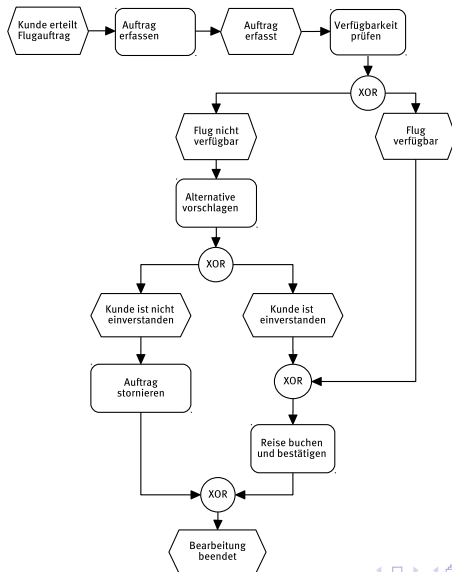 Kunde erteilt
Flugauftrag
Auftrag
erfassen
Auftrag
erfasst
Verfügbarkeit
prüfen
XOR
Flug nicht
verfügbar
Flug
verfügbar
Alternative
vorschlagen
XOR
Kunde ist nicht
einverstanden
Kunde ist
einverstanden
Auftrag
stornieren
XOR
Reise buchen
und bestätigen
XOR
Bearbeitung
beendet